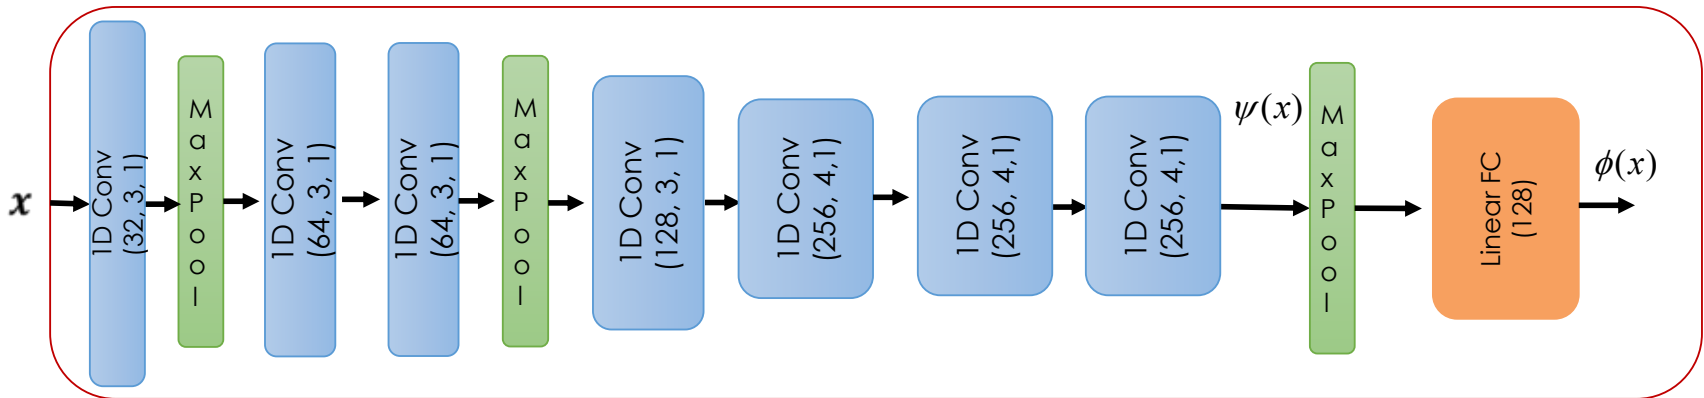 x
1D Conv
(32, 3, 1)
MaxPool
1D Conv
(64, 3, 1)
1D Conv
(64, 3, 1)
MaxPool
1D Conv
(128, 3, 1)
1D Conv
(256, 4,1)
1D Conv
(256, 4,1)
1D Conv
(256, 4,1)
ψ(x)
MaxPool
Linear FC
(128)
ϕ(x)